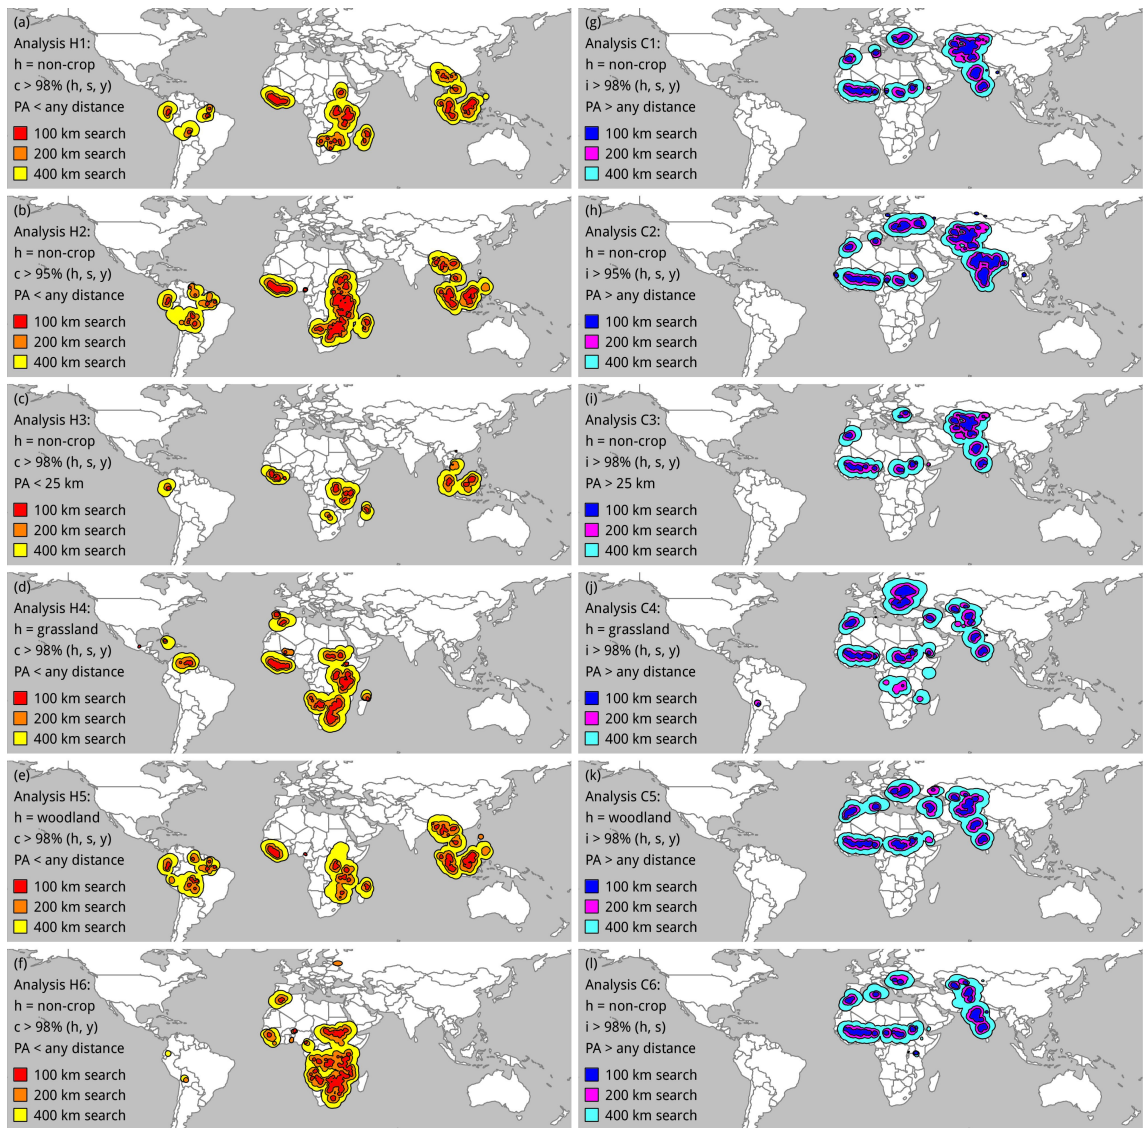 (a)
Analysis H1:
h = non-crop
c > 98% (h, s, y)
PA < any distance
100 km search
200 km search
400 km search
(g)
Analysis C1:
h = non-crop
i > 98% (h, s, y)
PA > any distance
100 km search
200 km search
400 km search
(b)
Analysis H2:
h = non-crop
c > 95% (h, s, y)
PA < any distance
100 km search
200 km search
400 km search
(h)
Analysis C2:
h = non-crop
i > 95% (h, s, y)
PA > any distance
100 km search
200 km search
400 km search
(c)
Analysis H3:
h = non-crop
c > 98% (h, s, y)
PA < 25 km
100 km search
200 km search
400 km search
(i)
Analysis C3:
h = non-crop
i > 98% (h, s, y)
PA > 25 km
100 km search
200 km search
400 km search
(d)
Analysis H4:
h = grassland
c > 98% (h, s, y)
PA < any distance
100 km search
200 km search
400 km search
(j)
Analysis C4:
h = grassland
i > 98% (h, s, y)
PA > any distance
100 km search
200 km search
400 km search
(e)
Analysis H5:
h = woodland
c > 98% (h, s, y)
PA < any distance
100 km search
200 km search
400 km search
(k)
Analysis C5:
h = woodland
i > 98% (h, s, y)
PA > any distance
100 km search
200 km search
400 km search
(f)
Analysis H6:
h = non-crop
c > 98% (h, y)
PA < any distance
100 km search
200 km search
400 km search
(l)
Analysis C6:
h = non-crop
i > 98% (h, s)
PA > any distance
100 km search
200 km search
400 km search